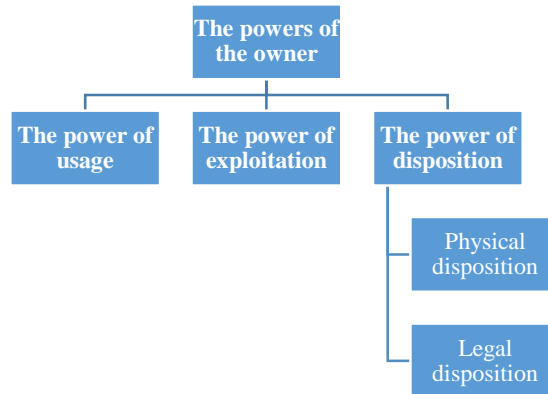 The powers of
the owner
The power of
usage
The power of
exploitation
The power of
disposition
Physical
disposition
Legal
disposition